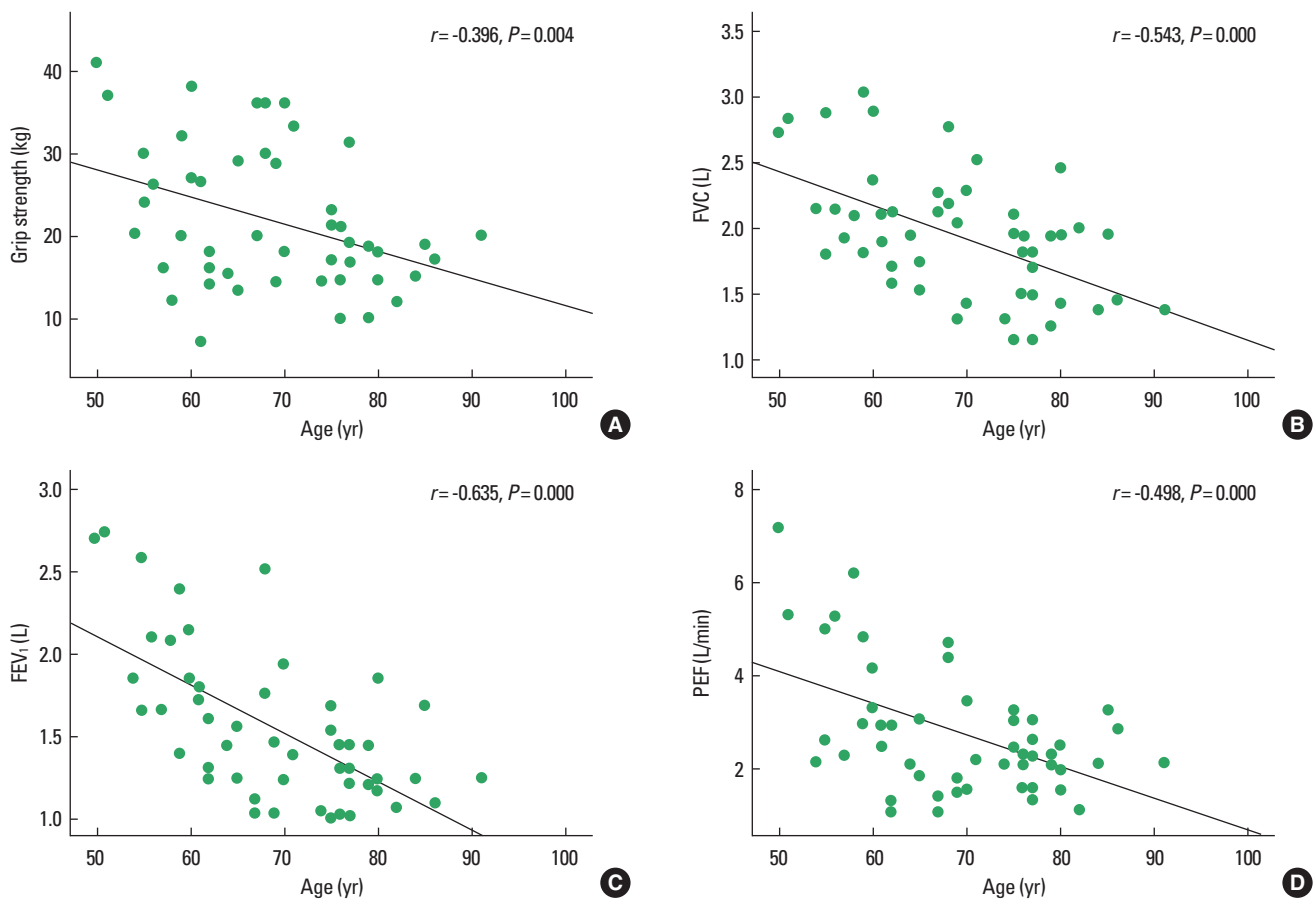 r= -0.396, P= 0.004
Grip strength (kg)
40
30
20
10
50 60 70 80 90 100
Age (yr)
A
r= -0.543, P= 0.000
FVC (L)
3.5
3.0
2.5
2.0
1.5
1.0
50 60 70 80 90 100
Age (yr)
B
r= -0.635, P= 0.000
FEV₁ (L)
3.0
2.5
2.0
1.5
1.0
50 60 70 80 90 100
Age (yr)
C
r= -0.498, P= 0.000
PEF (L/min)
8
6
4
2
50 60 70 80 90 100
Age (yr)
D